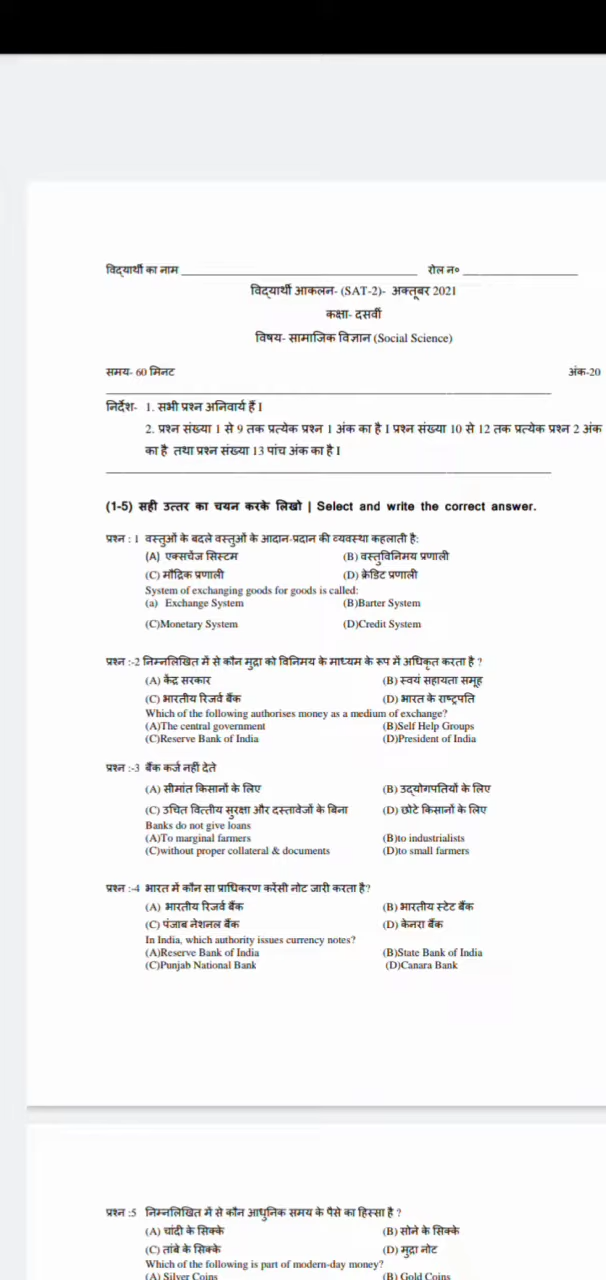 विद्यार्थी का नाम ________________ रोल न० ________
विद्यार्थी आकलन- (SAT-2)- अक्तूबर 2021
कक्षा- दसवीं
विषय- सामाजिक विज्ञान (Social Science)
समय- 60 मिनट अंक-20
निर्देश- 1. सभी प्रश्न अनिवार्य हैं I
2. प्रश्न संख्या 1 से 9 तक प्रत्येक प्रश्न 1 अंक का है I प्रश्न संख्या 10 से 12 तक प्रत्येक प्रश्न 2 अंक
का है तथा प्रश्न संख्या 13 पांच अंक का है I
(1-5) सही उत्तर का चयन करके लिखो | Select and write the correct answer.
प्रश्न : 1 वस्तुओं के बदले वस्तुओं के आदान-प्रदान की व्यवस्था कहलाती है:
(A) एक्सचेंज सिस्टम (B) वस्तुविनिमय प्रणाली
(C) मौद्रिक प्रणाली (D) क्रेडिट प्रणाली
System of exchanging goods for goods is called:
(a) Exchange System (B)Barter System
(C)Monetary System (D)Credit System
प्रश्न :-2 निम्नलिखित में से कौन मुद्रा को विनिमय के माध्यम के रूप में अधिकृत करता है ?
(A) केंद्र सरकार (B) स्वयं सहायता समूह
(C) भारतीय रिजर्व बैंक (D) भारत के राष्ट्रपति
Which of the following authorises money as a medium of exchange?
(A)The central government (B)Self Help Groups
(C)Reserve Bank of India (D)President of India
प्रश्न :-3 बैंक कर्ज नहीं देते
(A) सीमांत किसानों के लिए (B) उद्योगपतियों के लिए
(C) उचित वित्तीय सुरक्षा और दस्तावेजों के बिना (D) छोटे किसानों के लिए
Banks do not give loans
(A)To marginal farmers (B)to industrialists
(C)without proper collateral & documents (D)to small farmers
प्रश्न :-4 भारत में कौन सा प्राधिकरण करेंसी नोट जारी करता है?
(A) भारतीय रिजर्व बैंक (B) भारतीय स्टेट बैंक
(C) पंजाब नेशनल बैंक (D) केनरा बैंक
In India, which authority issues currency notes?
(A)Reserve Bank of India (B)State Bank of India
(C)Punjab National Bank (D)Canara Bank
प्रश्न :5 निम्नलिखित में से कौन आधुनिक समय के पैसे का हिस्सा है ?
(A) चांदी के सिक्के (B) सोने के सिक्के
(C) तांबे के सिक्के (D) मुद्रा नोट
Which of the following is part of modern-day money?
(A) Silver Coins (B) Gold Coins